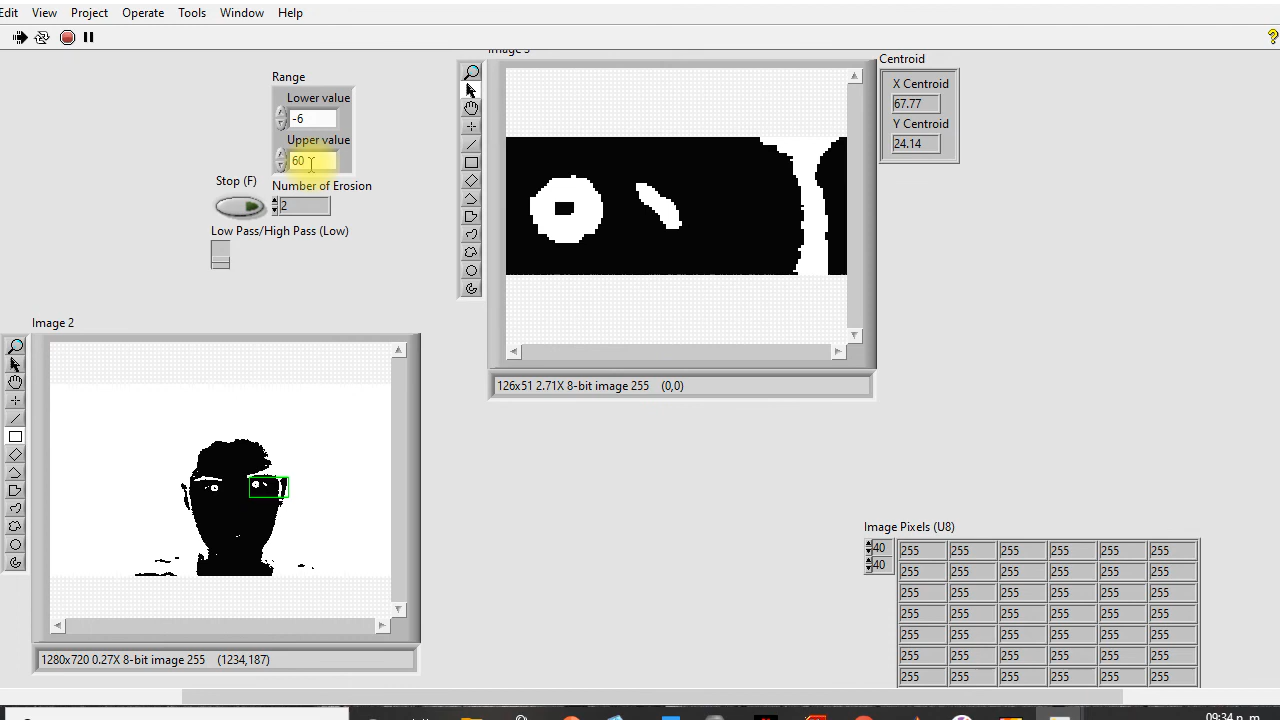 Edit View Project Operate Tools Window Help
Range
Lower value
-6
Upper value
60
Stop (F)
Number of Erosion
2
Low Pass/High Pass (Low)
Centroid
X Centroid
67.77
Y Centroid
24.14
126x51 2.71X 8-bit image 255 (0,0)
Image 2
1280x720 0.27X 8-bit image 255 (1234,187)
Image Pixels (U8)
40
40
255 255 255 255 255 255
255 255 255 255 255 255
255 255 255 255 255 255
255 255 255 255 255 255
255 255 255 255 255 255
255 255 255 255 255 255
255 255 255 255 255 255
09:34 p. m.